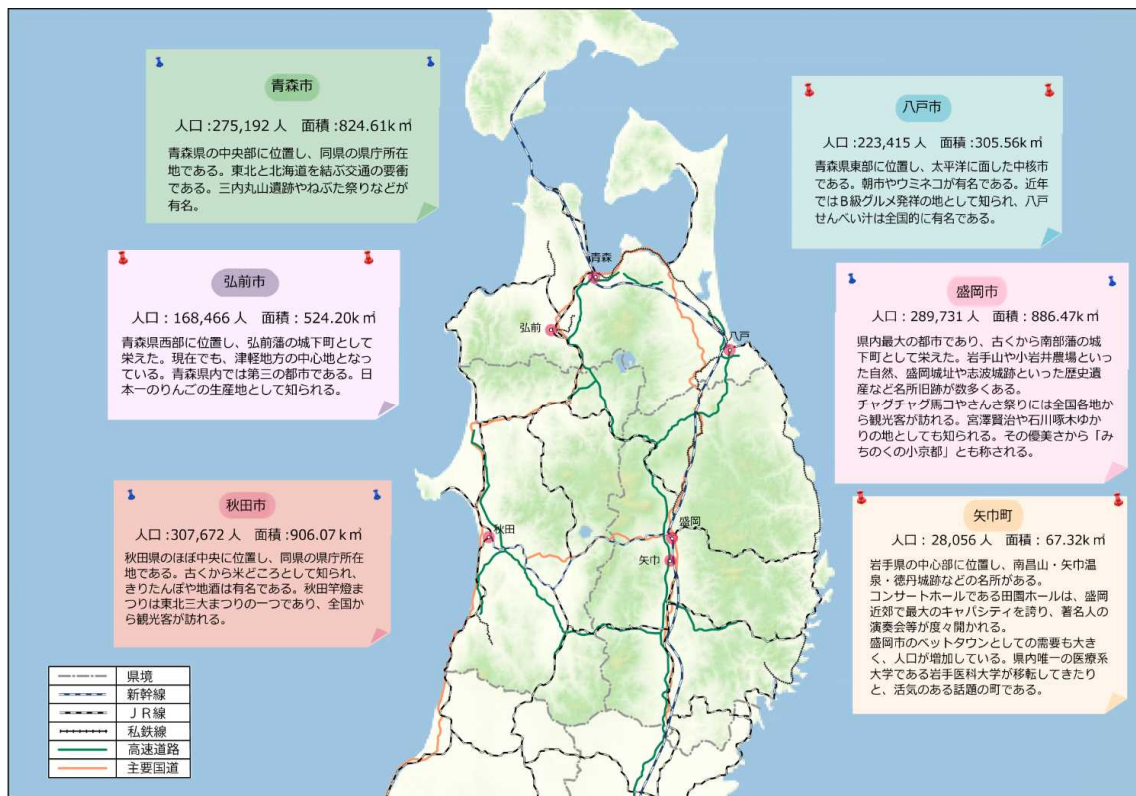 青森市
人口:275,192人 面積:824.61k㎡
青森県の中央部に位置し、同県の県庁所在
地である。東北と北海道を結ぶ交通の要衝
である。三内丸山遺跡やねぶた祭りなどが
有名。
弘前市
人口:168,466人 面積:524.20k㎡
青森県西部に位置し、弘前藩の城下町として
栄えた。現在でも、津軽地方の中心地となっ
ている。青森県内では第三の都市である。日
本一のりんごの生産地として知られる。
秋田市
人口:307,672人 面積:906.07k㎡
秋田県のほぼ中央に位置し、同県の県庁所在
地である。古くから米どころとして知られ、
きりたんぽや地酒は有名である。秋田竿燈ま
つりは東北三大まつりの一つであり、全国か
ら観光客が訪れる。
県境
新幹線
JR線
私鉄線
高速道路
主要国道
青森
弘前
八戸
秋田
盛岡
矢巾
八戸市
人口:223,415人 面積:305.56k㎡
青森県東部に位置し、太平洋に面した中核市
である。朝市やウミネコが有名である。近年
ではB級グルメ発祥の地として知られ、八戸
せんべい汁は全国的に有名である。
盛岡市
人口:289,731人 面積:886.47k㎡
県内最大の都市であり、古くから南部藩の城
下町として栄えた。岩手山や小岩井農場といっ
た自然、盛岡城址や志波城跡といった歴史遺
産など名所旧跡が数多くある。
チャグチャグ馬コやさんさ祭りには全国各地か
ら観光客が訪れる。宮澤賢治や石川啄木ゆか
りの地としても知られる。その優美さから「み
ちのくの小京都」とも称される。
矢巾町
人口:28,056人 面積:67.32k㎡
岩手県の中心部に位置し、南昌山・矢巾温
泉・徳丹城跡などの名所がある。
コンサートホールである田園ホールは、盛岡
近郊で最大のキャパシティを誇り、著名人の
演奏会等が度々開かれる。
盛岡市のベットタウンとしての需要も大き
く、人口が増加している。県内唯一の医療系
大学である岩手医科大学が移転してきたり
と、活気のある話題の町である。